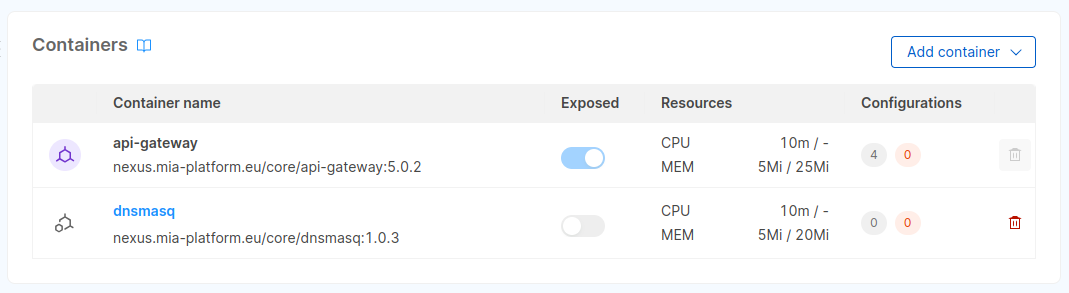 Containers
Add container
Container name Exposed Resources Configurations
api-gateway
nexus.mia-platform.eu/core/api-gateway:5.0.2
CPU 10m / -
MEM 5Mi / 25Mi
4 0
dnsmasq
nexus.mia-platform.eu/core/dnsmasq:1.0.3
CPU 10m / -
MEM 5Mi / 20Mi
0 0